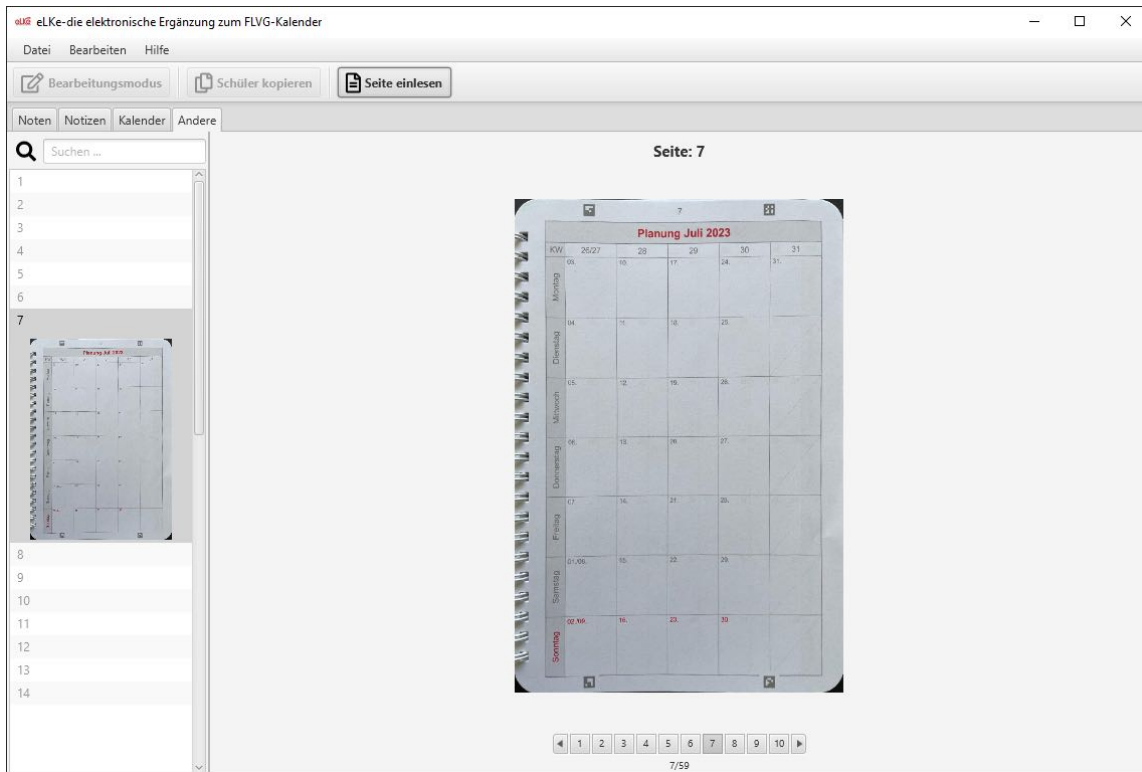 eLKe eLKe-die elektronische Ergänzung zum FLVG-Kalender
Datei Bearbeiten Hilfe
Bearbeitungsmodus Schüler kopieren Seite einlesen
Noten Notizen Kalender Andere
Suchen ...
Seite: 7
1
2
3
4
5
6
7
Planung Juli 2023
8
9
10
11
12
13
14
7
Planung Juli 2023
KW 26/27 28 29 30 31
Montag 03. 10. 17. 24. 31.
Dienstag 04. 11. 18. 25.
Mittwoch 05. 12. 19. 26.
Donnerstag 06. 13. 20. 27.
Freitag 07. 14. 21. 28.
Samstag 01./08. 15. 22. 29.
Sonntag 02./09. 16. 23. 30.
1 2 3 4 5 6 7 8 9 10
7/59